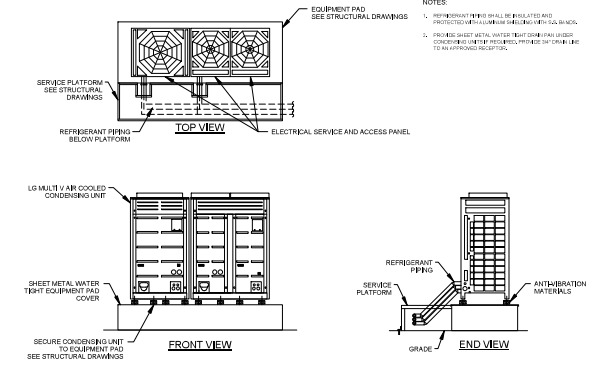 NOTES:
1. REFRIGERANT PIPING SHALL BE INSULATED AND
PROTECTED WITH ALUMINUM SHIELDING WITH S.S. BANDS.
2. PROVIDE SHEET METAL WATER TIGHT DRAIN PAN UNDER
CONDENSING UNITS IF REQUIRED. PROVIDE 3/4" DRAIN LINE
TO AN APPROVED RECEPTOR.
EQUIPMENT PAD
SEE STRUCTURAL DRAWINGS
SERVICE PLATFORM
SEE STRUCTURAL
DRAWINGS
REFRIGERANT PIPING
BELOW PLATFORM
TOP VIEW
ELECTRICAL SERVICE AND ACCESS PANEL
LG MULTI V AIR COOLED
CONDENSING UNIT
SHEET METAL WATER
TIGHT EQUIPMENT PAD
COVER
SECURE CONDENSING UNIT
TO EQUIPMENT PAD
SEE STRUCTURAL DRAWINGS
FRONT VIEW
REFRIGERANT
PIPING
SERVICE
PLATFORM
ANTI-VIBRATION
MATERIALS
GRADE
END VIEW